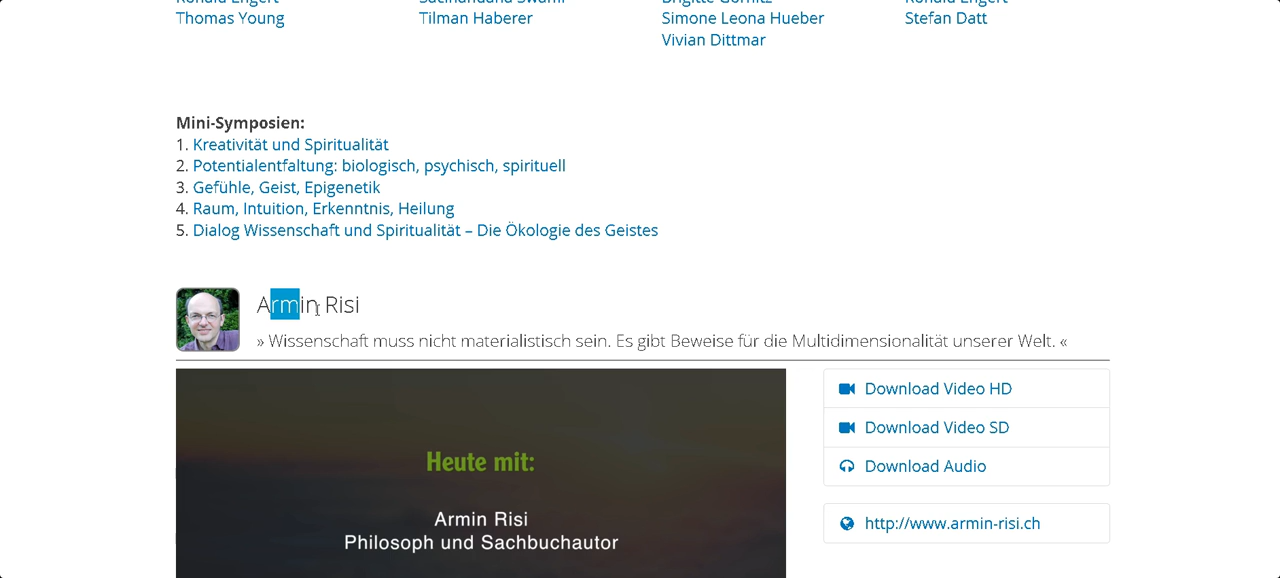 Thomas Young
Tilman Haberer
Simone Leona Hueber
Stefan Datt
Vivian Dittmar
Mini-Symposien:
1. Kreativität und Spiritualität
2. Potentialentfaltung: biologisch, psychisch, spirituell
3. Gefühle, Geist, Epigenetik
4. Raum, Intuition, Erkenntnis, Heilung
5. Dialog Wissenschaft und Spiritualität – Die Ökologie des Geistes
Armin Risi
» Wissenschaft muss nicht materialistisch sein. Es gibt Beweise für die Multidimensionalität unserer Welt. «
Heute mit:
Armin Risi
Philosoph und Sachbuchautor
Download Video HD
Download Video SD
Download Audio
http://www.armin-risi.ch